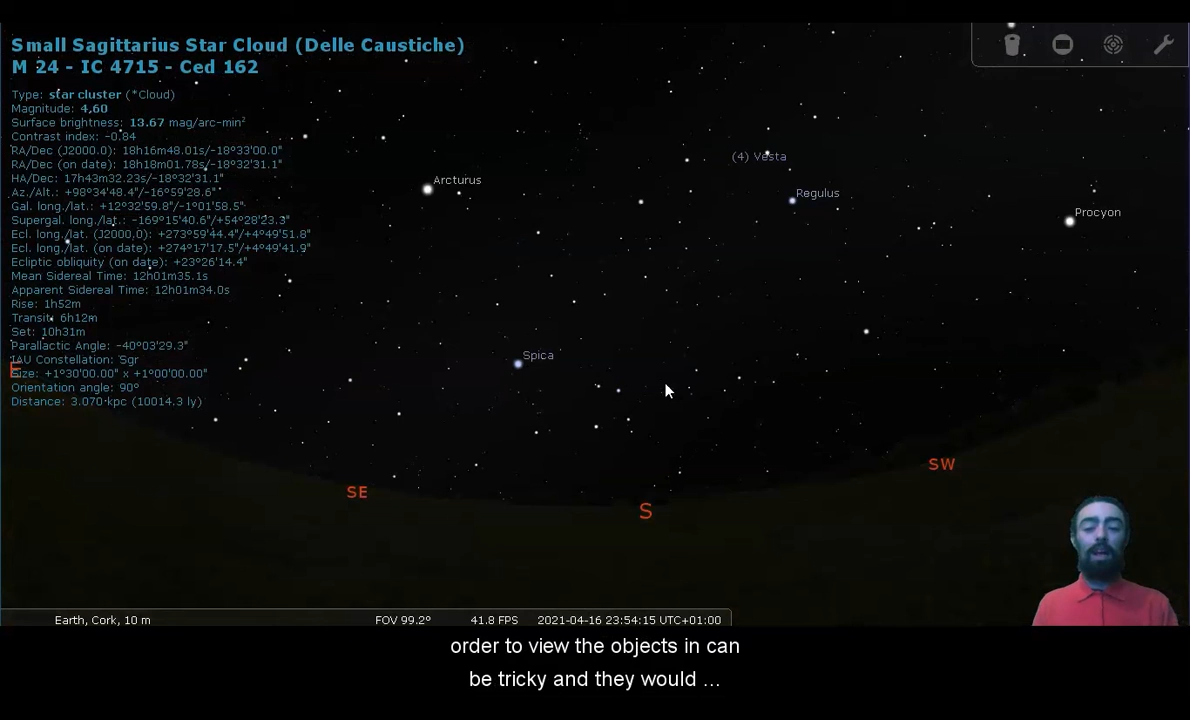 Small Sagittarius Star Cloud (Delle Caustiche)
M 24 - IC 4715 - Ced 162
Type: star cluster (*Cloud)
Magnitude: 4,60
Surface brightness: 13.67 mag/arc-min²
Contrast index: -0.84
RA/Dec (J2000.0): 18h16m48.01s/-18°33'00.0"
RA/Dec (on date): 18h18m01.78s/-18°32'31.1"
HA/Dec: 17h43m32.23s/-18°32'31.1"
Az./Alt.: +98°34'48.4"/-16°59'28.6"
Gal. long./lat.: +12°32'59.8"/-1°01'58.5"
Supergal. long./lat.: -169°15'40.6"/+54°28'23.3"
Ecl. long./lat. (J2000.0): +273°59'44.4"/+4°49'51.8"
Ecl. long./lat. (on date): +274°17'17.5"/+4°49'41.9"
Ecliptic obliquity (on date): +23°26'14.4"
Mean Sidereal Time: 12h01m35.1s
Apparent Sidereal Time: 12h01m34.0s
Rise: 1h52m
Transit: 6h12m
Set: 10h31m
Parallactic Angle: -40°03'29.3"
IAU Constellation: Sgr
Size: +1°30'00.00" x +1°00'00.00"
Orientation angle: 90°
Distance: 3.070 kpc (10014.3 ly)
(4) Vesta
Arcturus
Regulus
Procyon
Spica
E
SW
SE
S
Earth, Cork, 10 m
FOV 99.2°
41.8 FPS
2021-04-16 23:54:15 UTC+01:00
order to view the objects in can
be tricky and they would ...